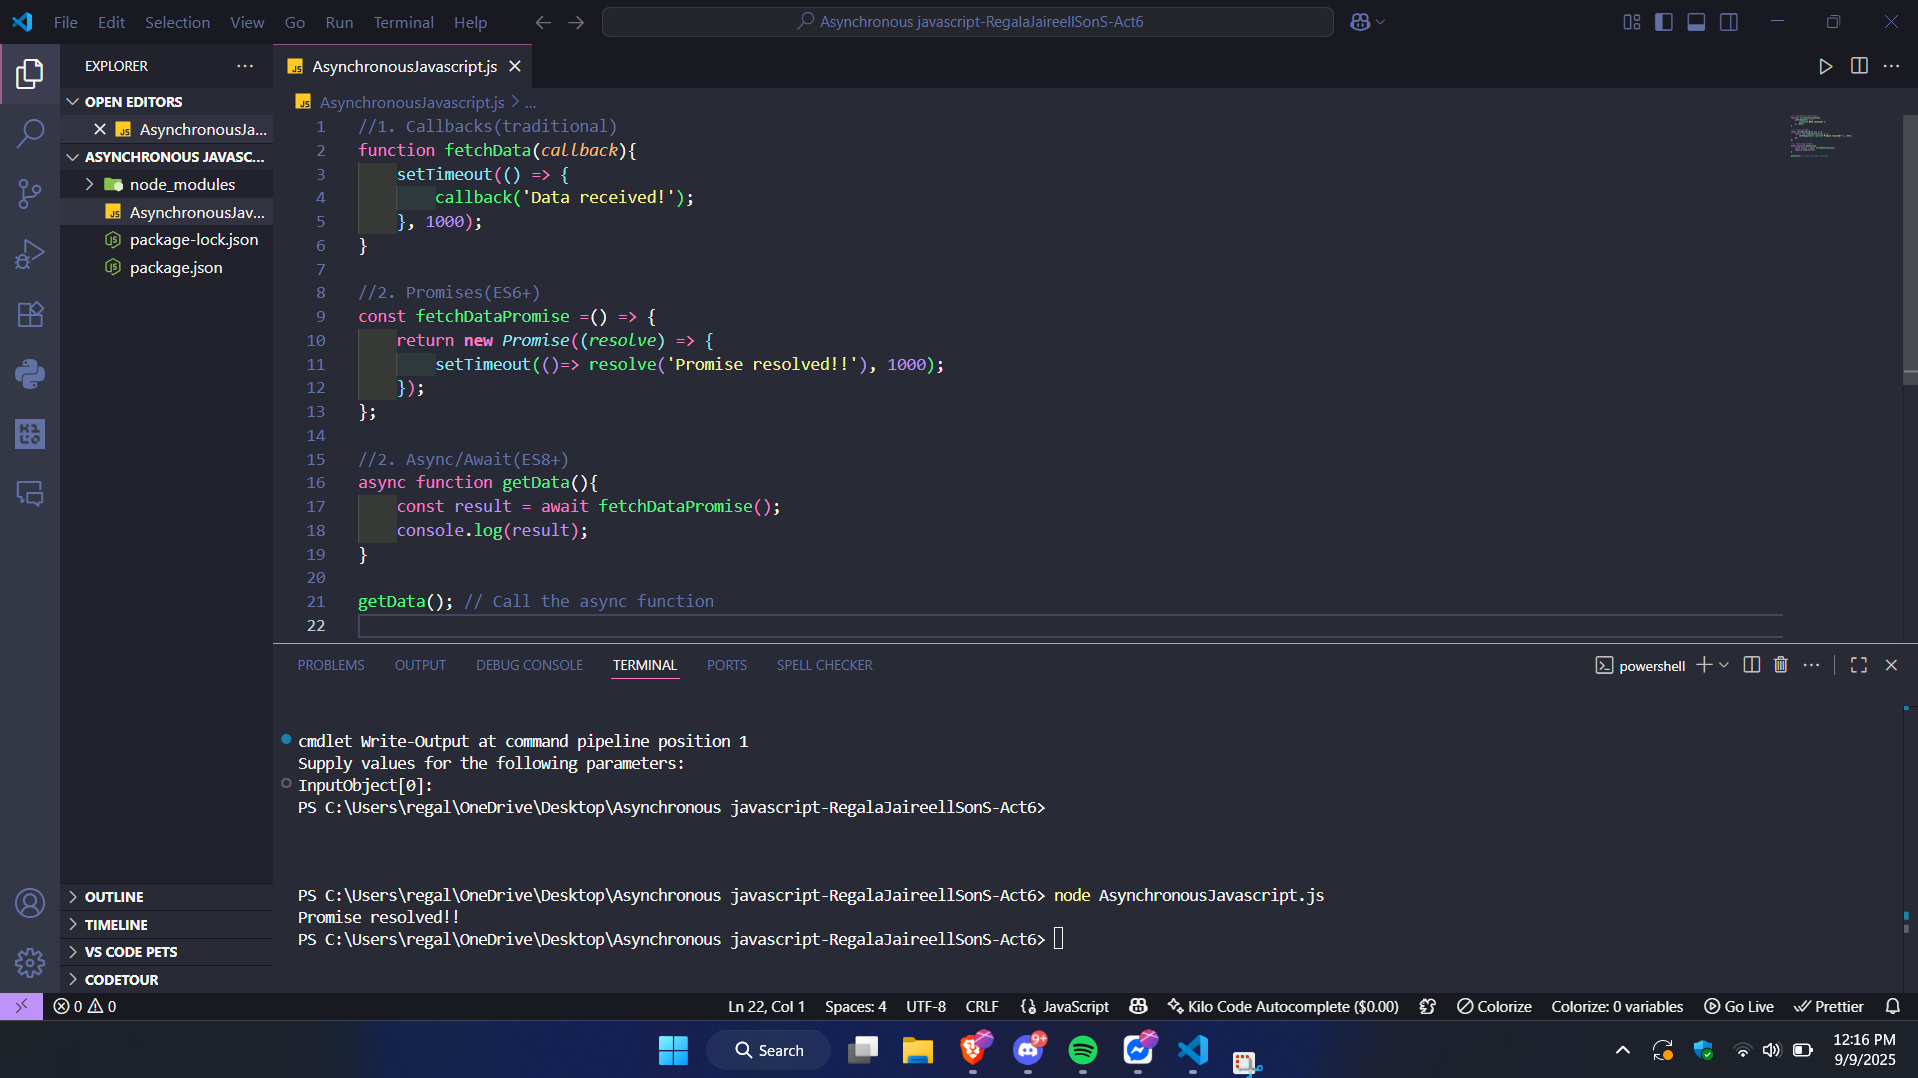 File Edit Selection View Go Run Terminal Help
Asynchronous javascript-RegalaJaireellSonS-Act6
EXPLORER
OPEN EDITORS
AsynchronousJa...
ASYNCHRONOUS JAVASC...
node_modules
AsynchronousJav...
package-lock.json
package.json
OUTLINE
TIMELINE
VS CODE PETS
CODETOUR
AsynchronousJavascript.js
AsynchronousJavascript.js > ...
1 //1. Callbacks(traditional)
2 function fetchData(callback){
3 setTimeout(() => {
4 callback('Data received!');
5 }, 1000);
6 }
7
8 //2. Promises(ES6+)
9 const fetchDataPromise =() => {
10 return new Promise((resolve) => {
11 setTimeout(()=> resolve('Promise resolved!!'), 1000);
12 });
13 };
14
15 //2. Async/Await(ES8+)
16 async function getData(){
17 const result = await fetchDataPromise();
18 console.log(result);
19 }
20
21 getData(); // Call the async function
22
PROBLEMS OUTPUT DEBUG CONSOLE TERMINAL PORTS SPELL CHECKER
powershell
cmdlet Write-Output at command pipeline position 1
Supply values for the following parameters:
InputObject[0]:
PS C:\Users\regal\OneDrive\Desktop\Asynchronous javascript-RegalaJaireellSonS-Act6>
PS C:\Users\regal\OneDrive\Desktop\Asynchronous javascript-RegalaJaireellSonS-Act6> node AsynchronousJavascript.js
Promise resolved!!
PS C:\Users\regal\OneDrive\Desktop\Asynchronous javascript-RegalaJaireellSonS-Act6>
0 0 Ln 22, Col 1 Spaces: 4 UTF-8 CRLF {} JavaScript Kilo Code Autocomplete ($0.00) Colorize Colorize: 0 variables Go Live Prettier
Search
9+
12:16 PM
9/9/2025